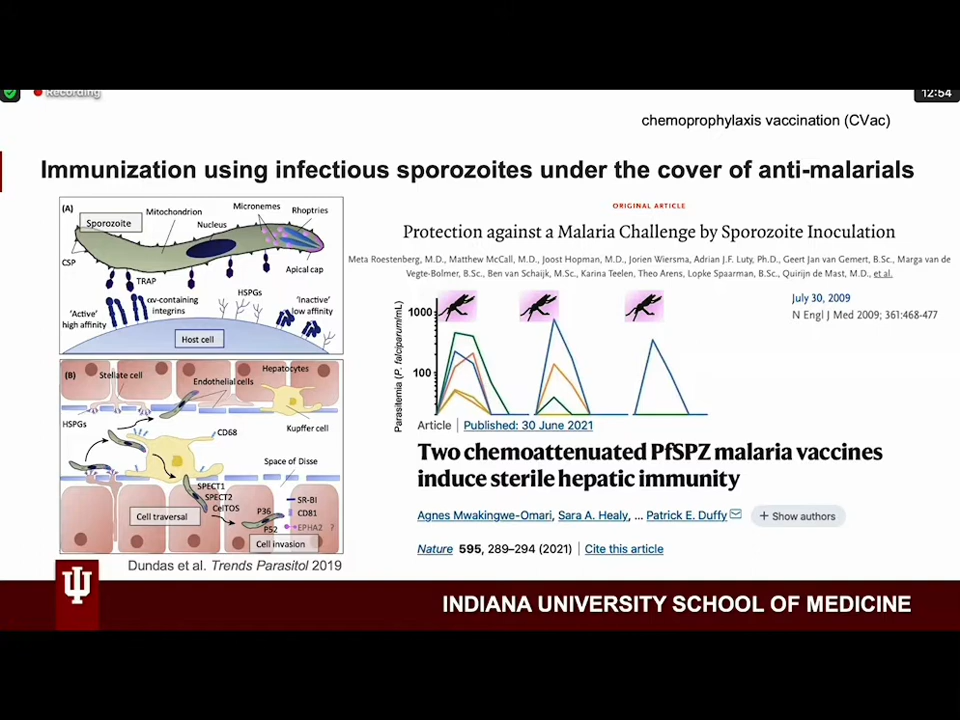 Recording
12:54
chemoprophylaxis vaccination (CVac)
Immunization using infectious sporozoites under the cover of anti-malarials
(A)
Sporozoite
Mitochondrion
Nucleus
Micronemes
Rhoptries
CSP
Apical cap
TRAP
'Active'
high affinity
αv-containing
integrins
HSPGs
'Inactive'
low affinity
Host cell
(B)
Stellate cell
Hepatocytes
Endothelial cells
HSPGs
CD68
Kupffer cell
Space of Disse
SPECT1
SPECT2
CelTOS
Cell traversal
P36
P52
SR-BI
CD81
EPHA2 ?
Cell invasion
Dundas et al. Trends Parasitol 2019
ORIGINAL ARTICLE
Protection against a Malaria Challenge by Sporozoite Inoculation
Meta Roestenberg, M.D., Matthew McCall, M.D., Joost Hopman, M.D., Jorien Wiersma, Adrian J.F. Luty, Ph.D., Geert Jan van Gemert, B.Sc., Marga van de
Vegte-Bolmer, B.Sc., Ben van Schaijk, M.Sc., Karina Teelen, Theo Arens, Lopke Spaarman, B.Sc., Quirijn de Mast, M.D., et al.
July 30, 2009
N Engl J Med 2009; 361:468-477
Parasitemia (P. falciparum/mL)
1000
100
Article | Published: 30 June 2021
Two chemoattenuated PfSPZ malaria vaccines
induce sterile hepatic immunity
Agnes Mwakingwe-Omari, Sara A. Healy, ... Patrick E. Duffy
+ Show authors
Nature 595, 289–294 (2021) | Cite this article
INDIANA UNIVERSITY SCHOOL OF MEDICINE